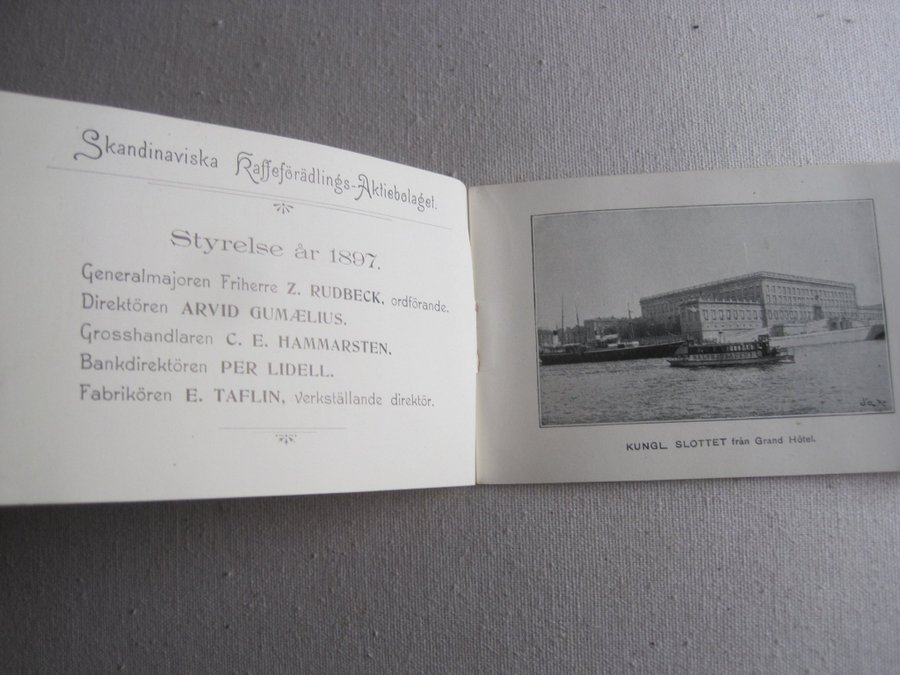 Skandinaviska Kaffeförädlings-Aktiebolaget.
Styrelse år 1897.
Generalmajoren Friherre Z. RUDBECK, ordförande.
Direktören ARVID GUMÆLIUS.
Grosshandlaren C. E. HAMMARSTEN.
Bankdirektören PER LIDELL.
Fabrikören E. TAFLIN, verkställande direktör.
KUNGL. SLOTTET från Grand Hôtel.